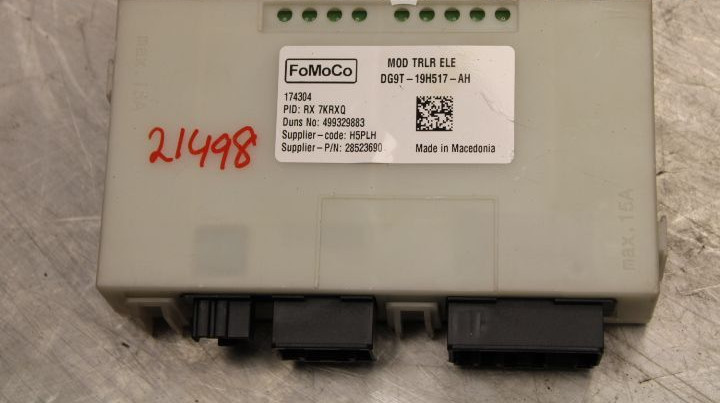 MOD TRLR ELE
FoMoCo
DG9T-19H517-AH
174304
PID: RX 7KRXQ
Duns No: 499329883
Supplier-code: H5PLH
Supplier-P/N: 28523690
Made in Macedonia
21498
max. 15A